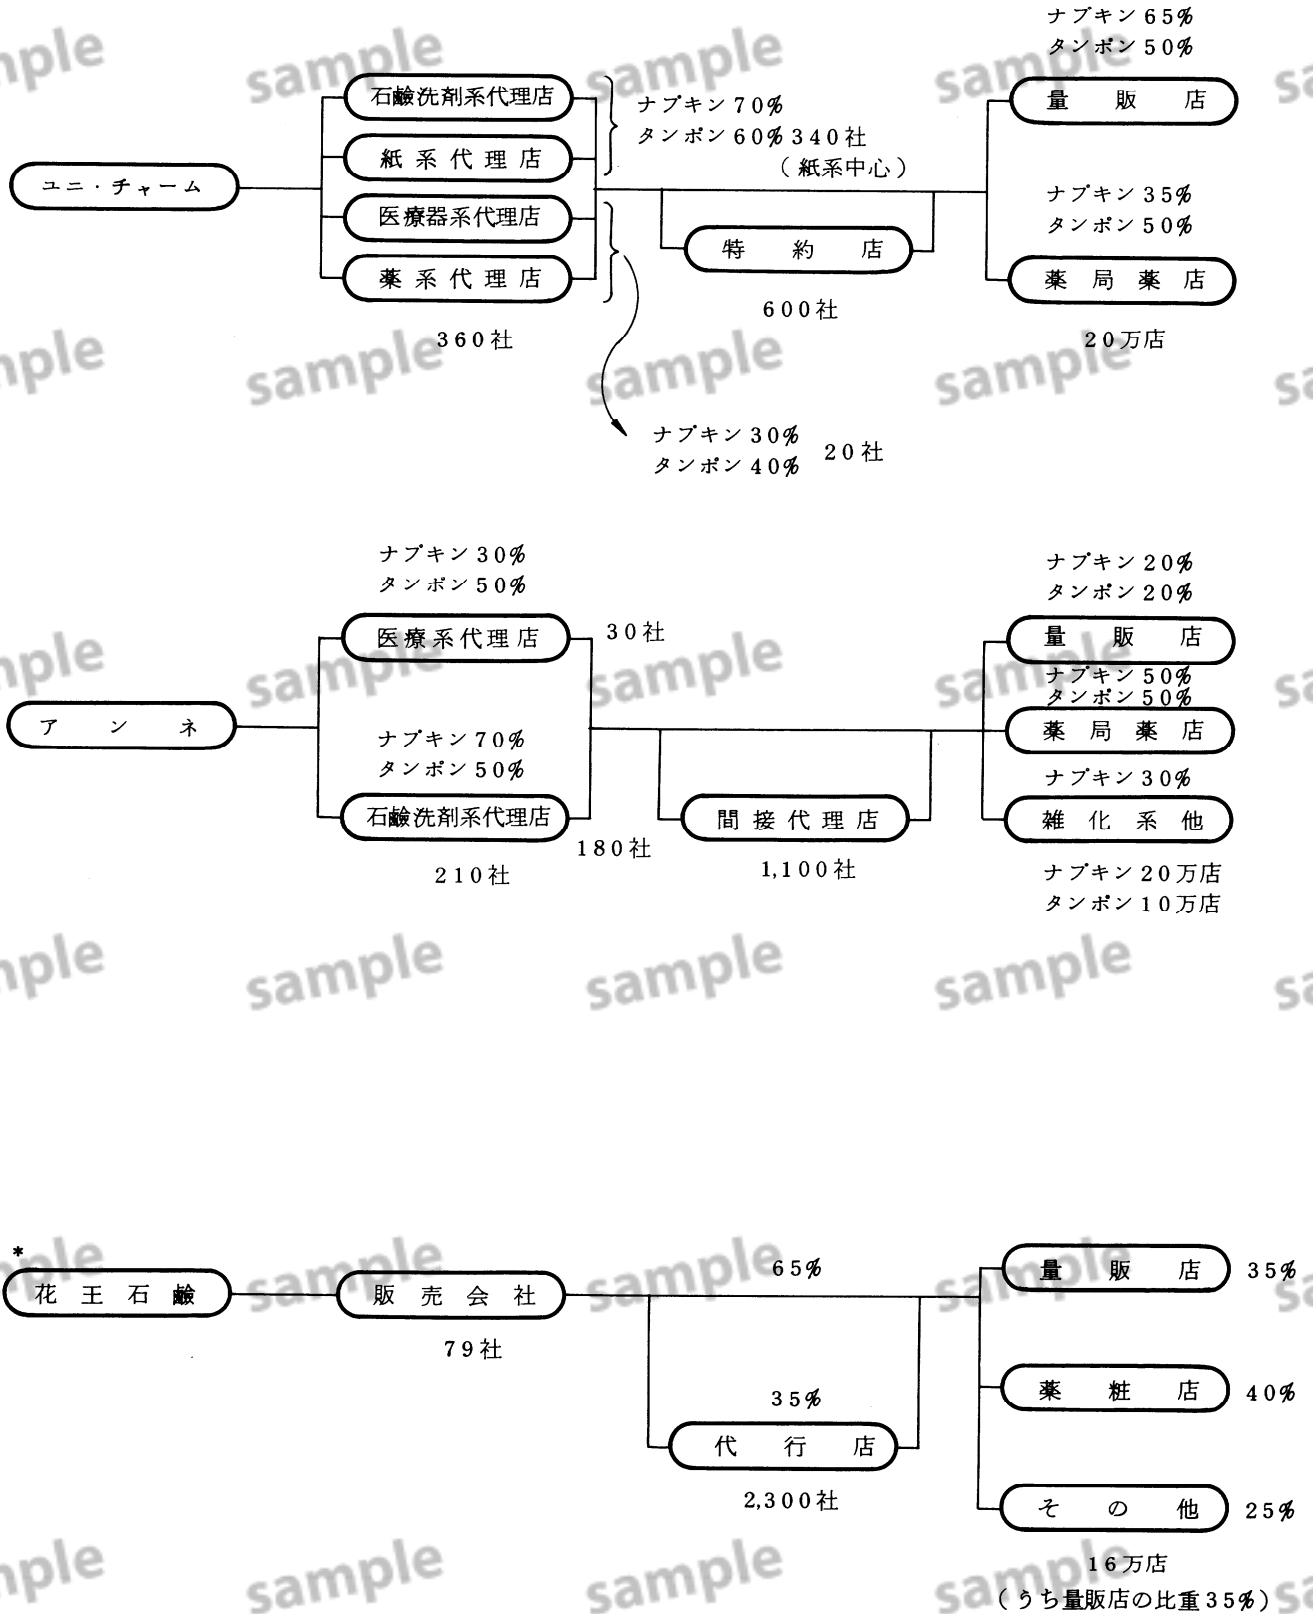 ナプキン65%
タンポン50%
石鹸洗剤系代理店
ナプキン70%
タンポン60% 340社
(紙系中心)
量販店
紙系代理店
ユニ・チャーム
ナプキン35%
タンポン50%
医療器系代理店
特約店
薬系代理店
薬局薬店
600社
360社
20万店
ナプキン30%
タンポン40%
20社
ナプキン30%
タンポン50%
ナプキン20%
タンポン20%
医療系代理店
30社
量販店
ナプキン50%
タンポン50%
アンネ
薬局薬店
ナプキン70%
タンポン50%
ナプキン30%
石鹸洗剤系代理店
間接代理店
雑化系他
180社
210社
1,100社
ナプキン20万店
タンポン10万店
*
花王石鹸
販売会社
65%
量販店
35%
79社
35%
薬粧店
40%
代行店
2,300社
その他
25%
16万店
(うち量販店の比重35%)
sample